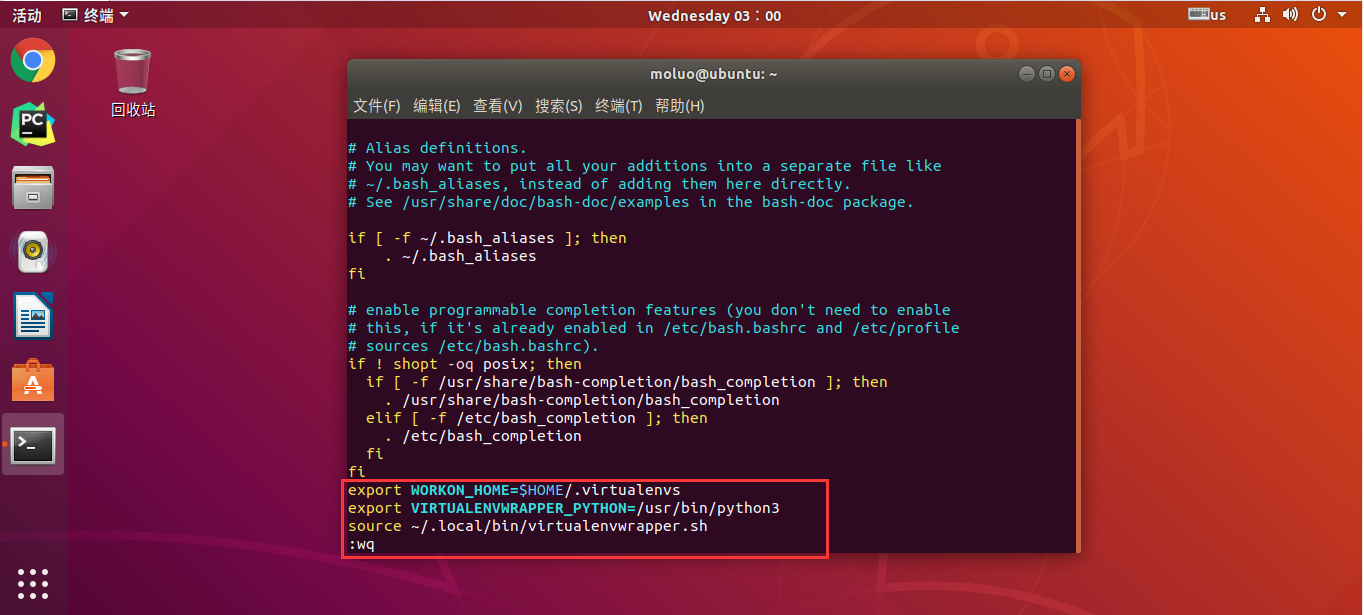 活动 终端 Wednesday 03：00 us
PC
回收站
moluo@ubuntu: ~
文件(F) 编辑(E) 查看(V) 搜索(S) 终端(T) 帮助(H)
# Alias definitions.
# You may want to put all your additions into a separate file like
# ~/.bash_aliases, instead of adding them here directly.
# See /usr/share/doc/bash-doc/examples in the bash-doc package.
if [ -f ~/.bash_aliases ]; then
    . ~/.bash_aliases
fi
# enable programmable completion features (you don't need to enable
# this, if it's already enabled in /etc/bash.bashrc and /etc/profile
# sources /etc/bash.bashrc).
if ! shopt -oq posix; then
  if [ -f /usr/share/bash-completion/bash_completion ]; then
    . /usr/share/bash-completion/bash_completion
  elif [ -f /etc/bash_completion ]; then
    . /etc/bash_completion
  fi
fi
export WORKON_HOME=$HOME/.virtualenvs
export VIRTUALENVWRAPPER_PYTHON=/usr/bin/python3
source ~/.local/bin/virtualenvwrapper.sh
:wq